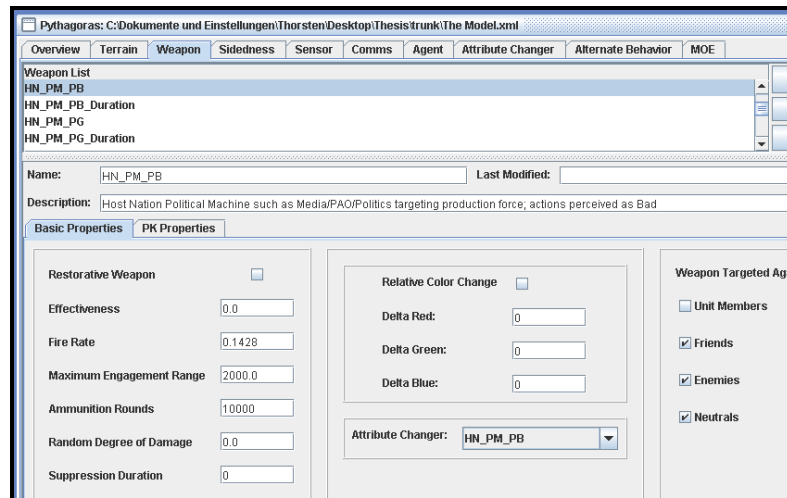 Pythagoras: C:\Dokumente und Einstellungen\Thorsten\Desktop\Thesis\trunk\The Model.xml
Overview Terrain Weapon Sidedness Sensor Comms Agent Attribute Changer Alternate Behavior MOE
Weapon List
HN_PM_PB
HN_PM_PB_Duration
HN_PM_PG
HN_PM_PG_Duration
Name: HN_PM_PB Last Modified:
Description: Host Nation Political Machine such as Media/PAO/Politics targeting production force; actions perceived as Bad
Basic Properties PK Properties
Restorative Weapon
Effectiveness 0.0
Fire Rate 0.1428
Maximum Engagement Range 2000.0
Ammunition Rounds 10000
Random Degree of Damage 0.0
Suppression Duration 0
Relative Color Change
Delta Red: 0
Delta Green: 0
Delta Blue: 0
Attribute Changer: HN_PM_PB
Weapon Targeted Ag
Unit Members
Friends
Enemies
Neutrals